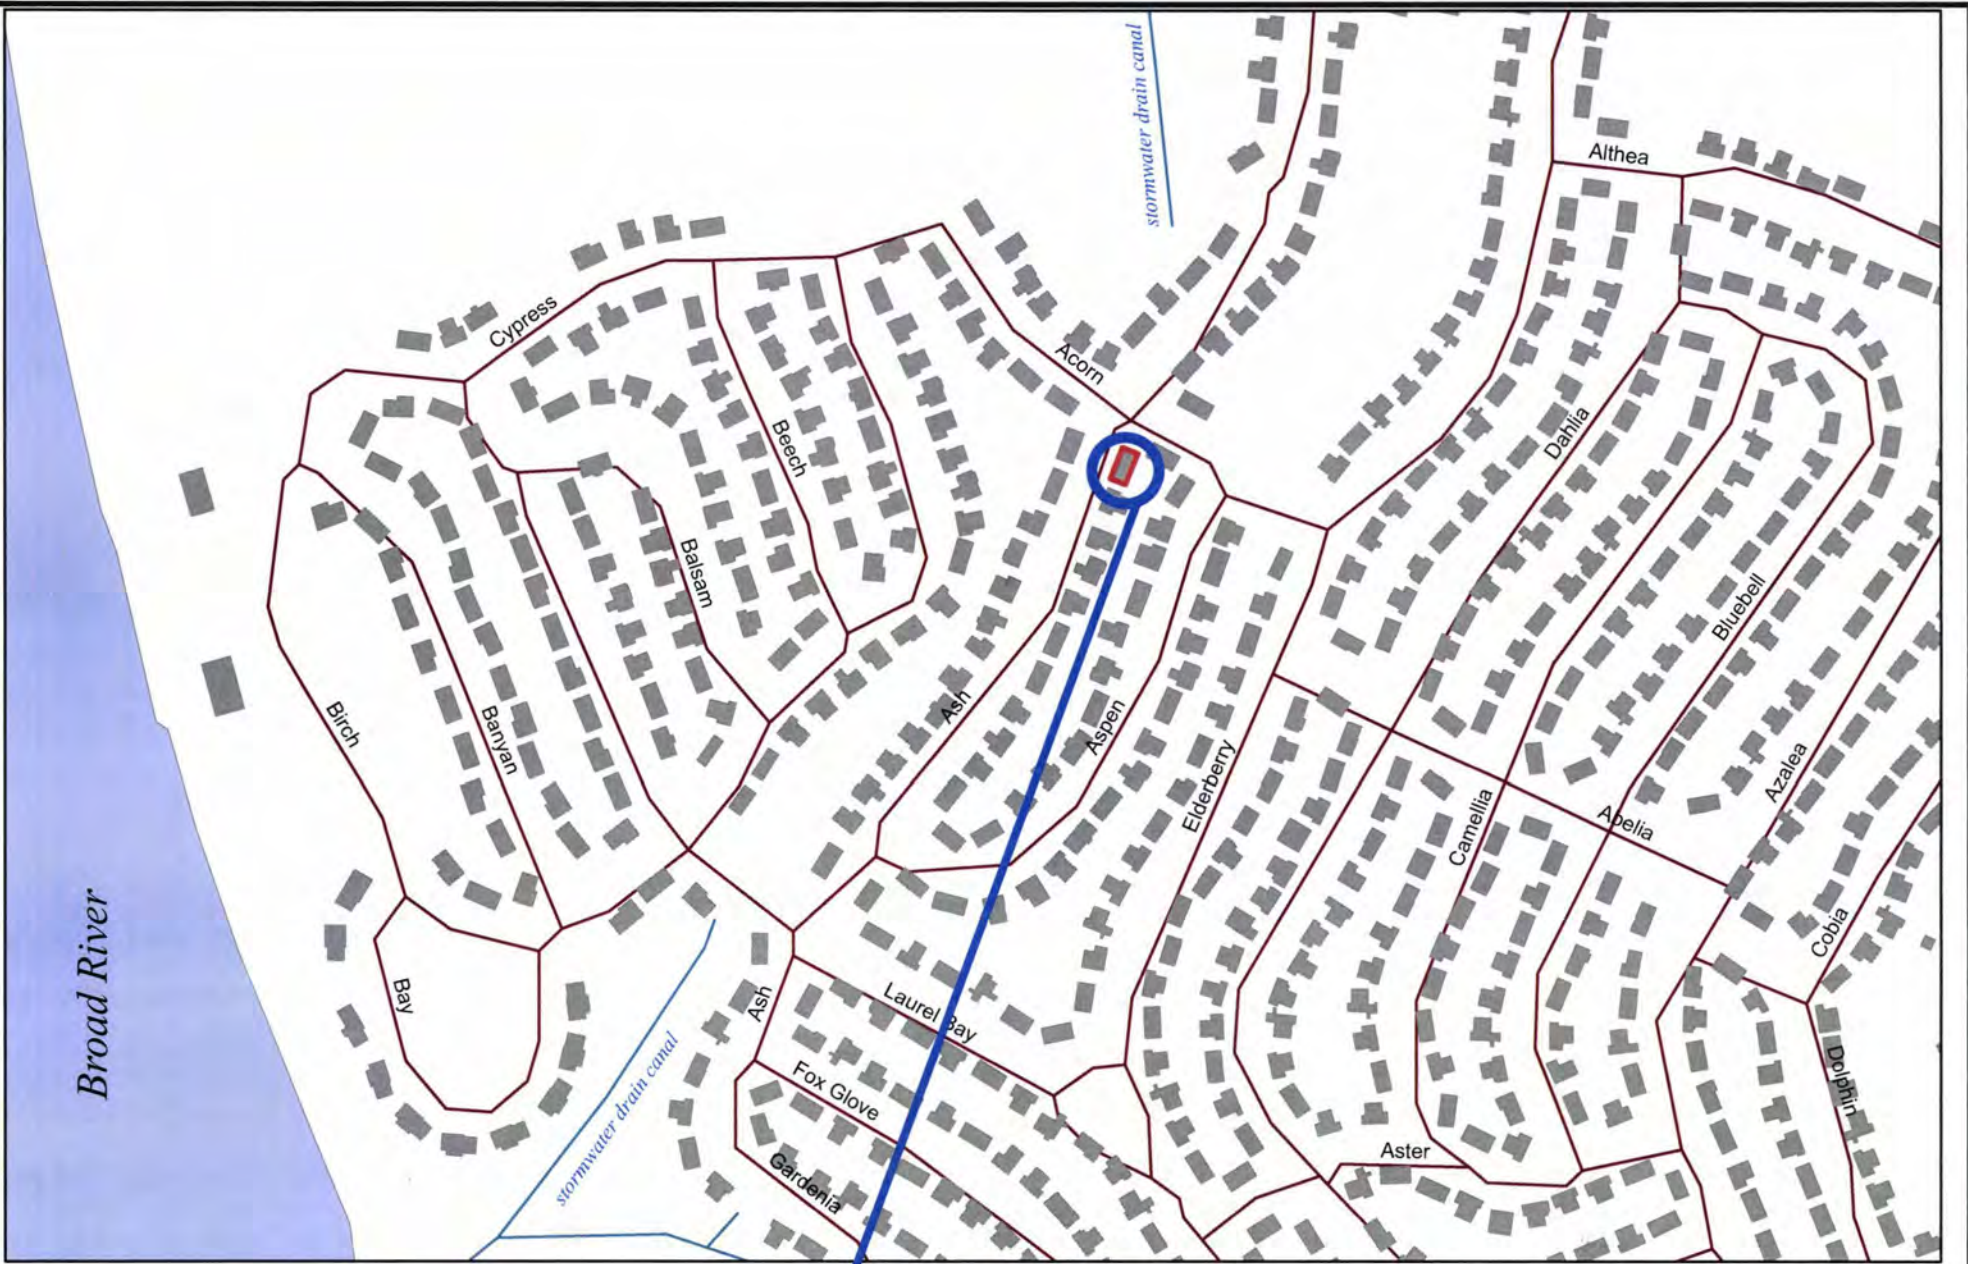 stormwater drain canal
Althea
Cypress
Acorn
Dahlia
Beech
Balsam
Bluebell
Birch
Banyan
Ash
Aspen
Elderberry
Azalea
Camellia
Abelia
Cobia
Broad River
Bay
Ash
Laurel Bay
Fox Glove
Dolphin
stormwater drain canal
Aster
Gardenia